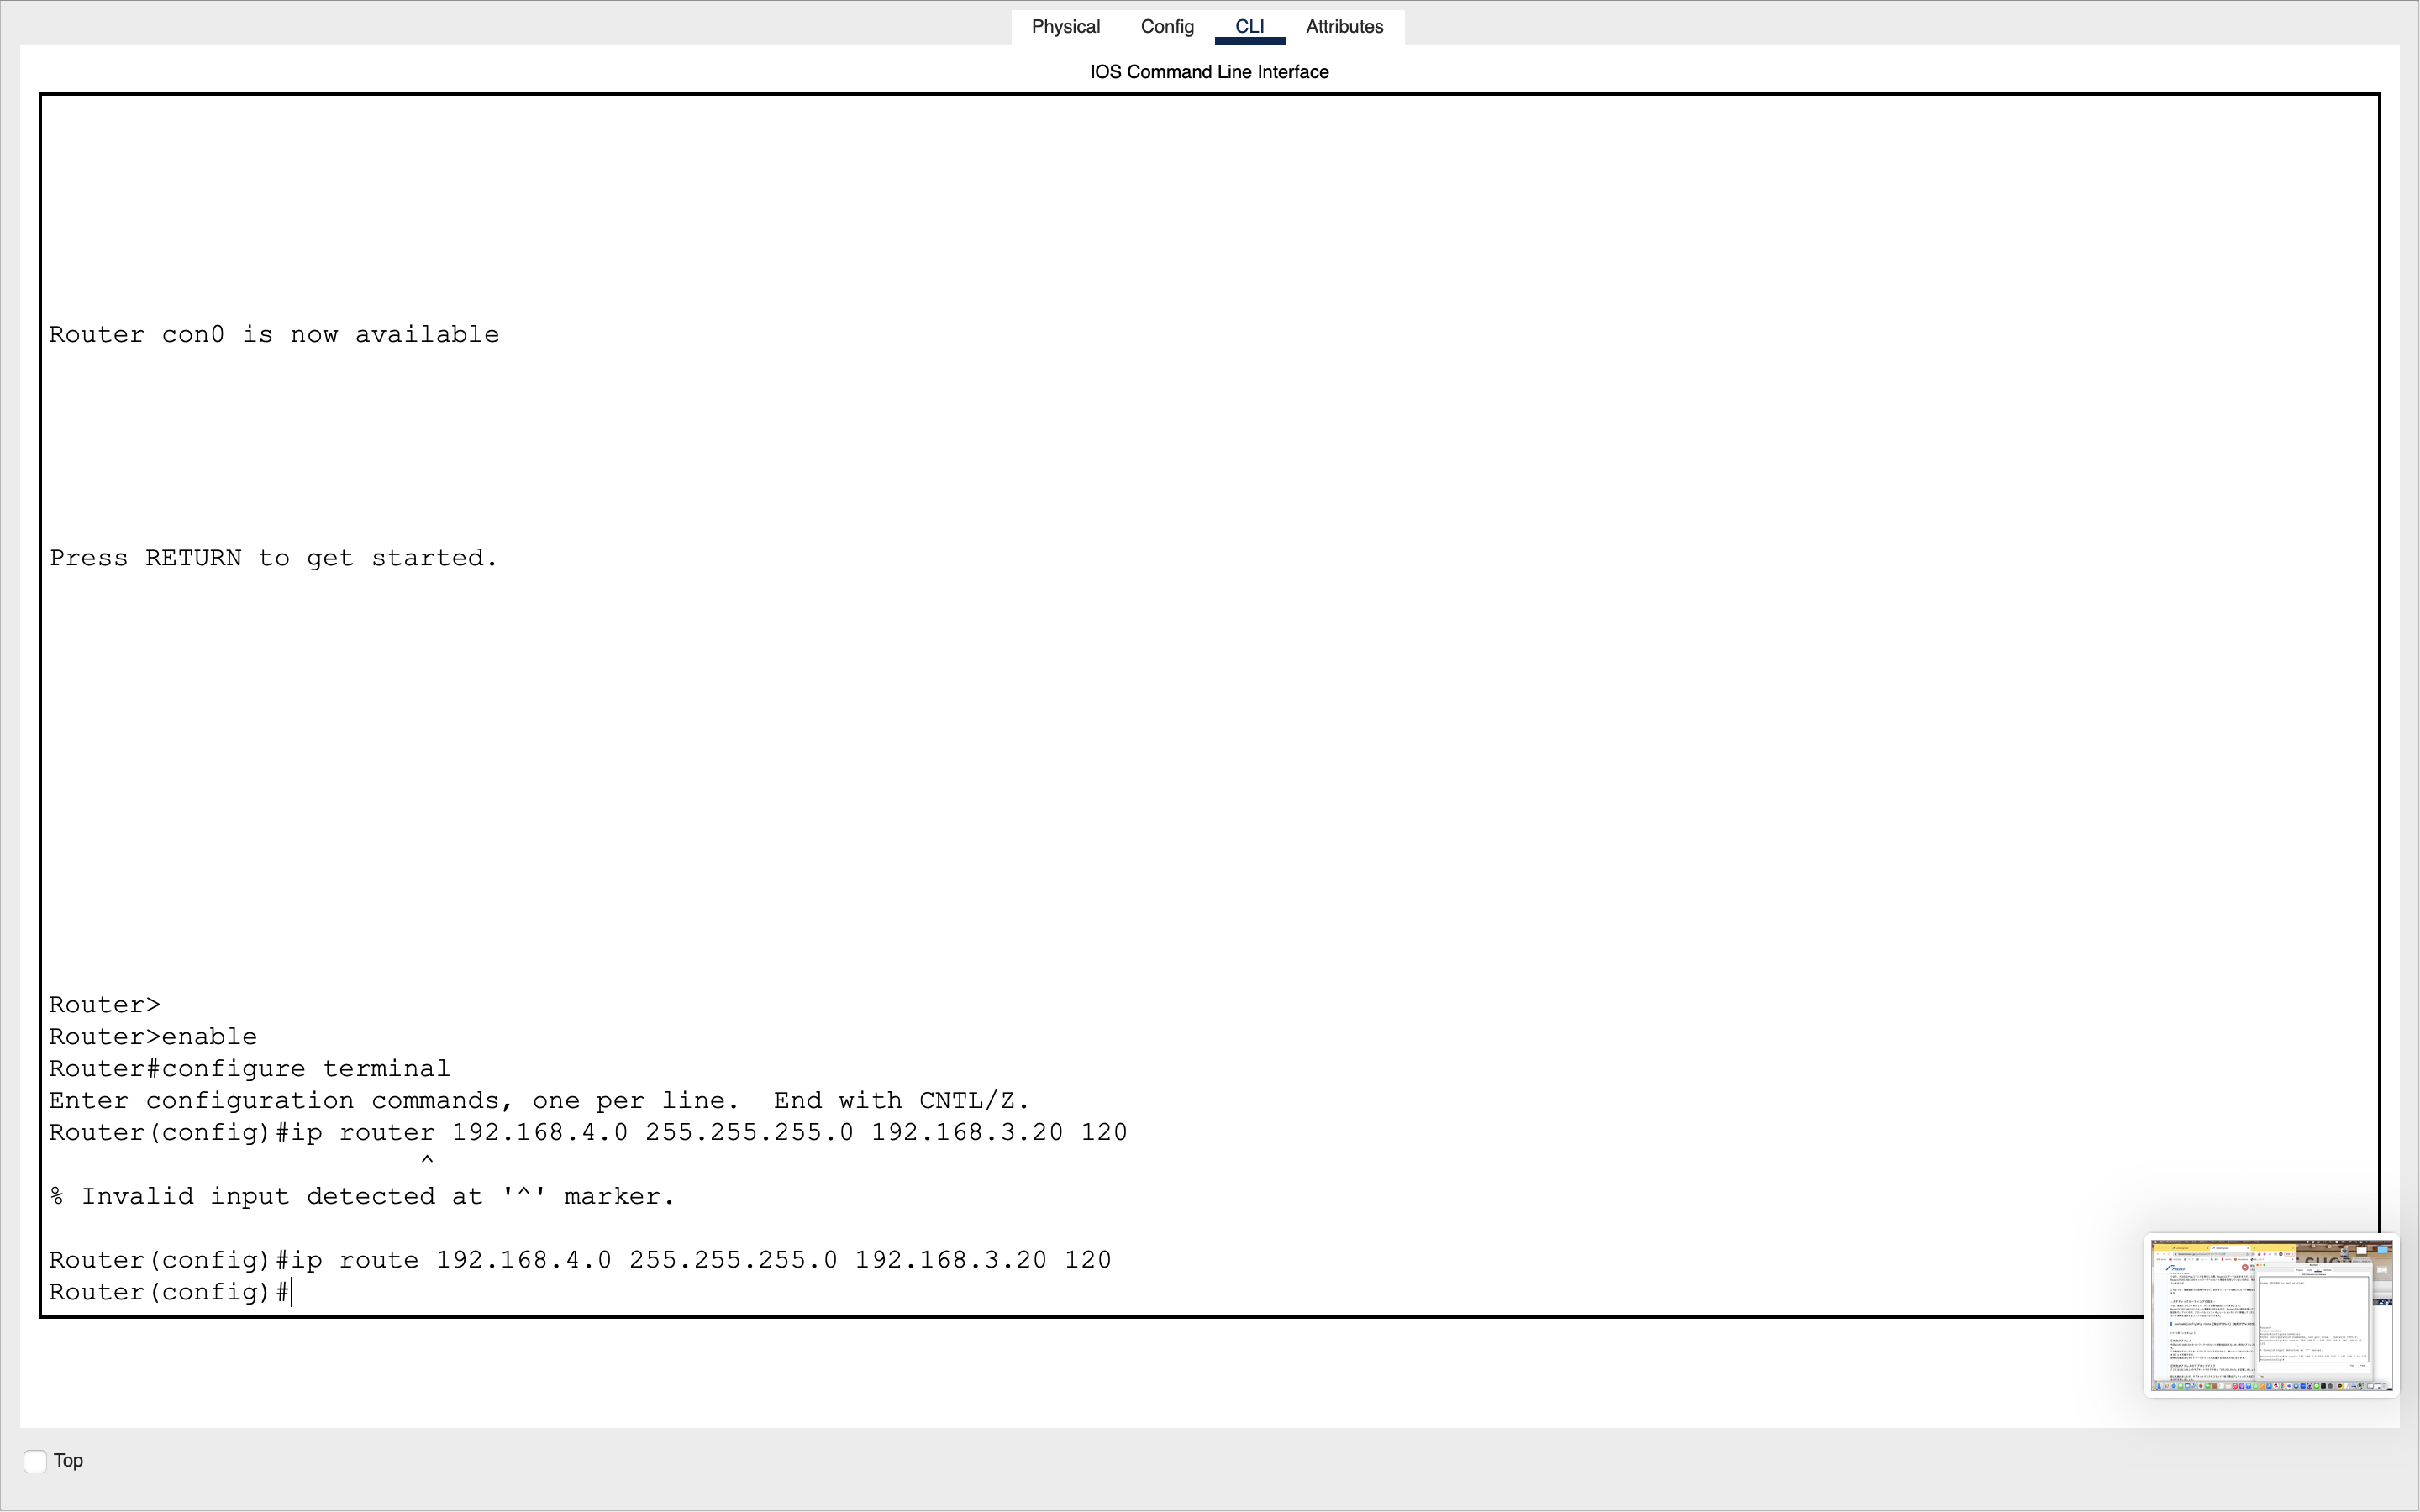 Physical Config CLI Attributes
IOS Command Line Interface
Router con0 is now available
Press RETURN to get started.
Router>
Router>enable
Router#configure terminal
Enter configuration commands, one per line.  End with CNTL/Z.
Router(config)#ip router 192.168.4.0 255.255.255.0 192.168.3.20 120
^
% Invalid input detected at '^' marker.
Router(config)#ip route 192.168.4.0 255.255.255.0 192.168.3.20 120
Router(config)#
Top